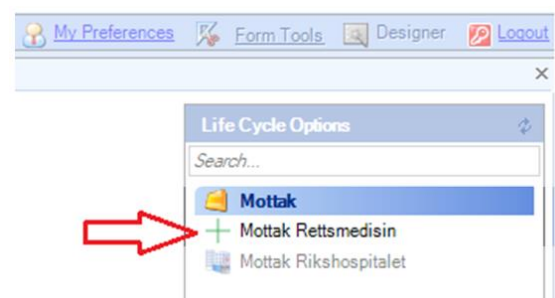 My Preferences Form Tools Designer Logout
Life Cycle Options
Search...
Mottak
Mottak Rettsmedisin
Mottak Rikshospitalet